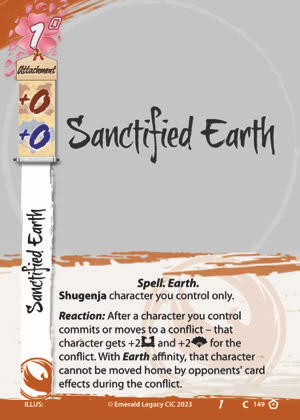 1
Attachment
+0
+0
Sanctified Earth
Sanctified Earth
Spell. Earth.
Shugenja character you control only.
Reaction: After a character you control
commits or moves to a conflict – that
character gets +2 and +2 for the
conflict. With Earth affinity, that character
cannot be moved home by opponents' card
effects during the conflict.
ILLUS:
© Emerald Legacy CIC 2023
1
C
149